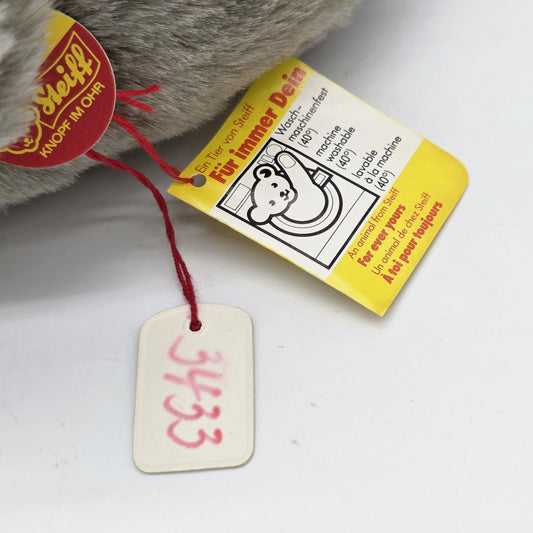 Steiff
KNOPF IM OHR
Ein Tier von Steiff
Für immer Dein
Wasch-
maschinenfest
(40°)
machine
washable
(40°)
lavable
à la machine
(40°)
An animal from Steiff
For ever yours
Un animal de chez Steiff
À toi pour toujours
3433